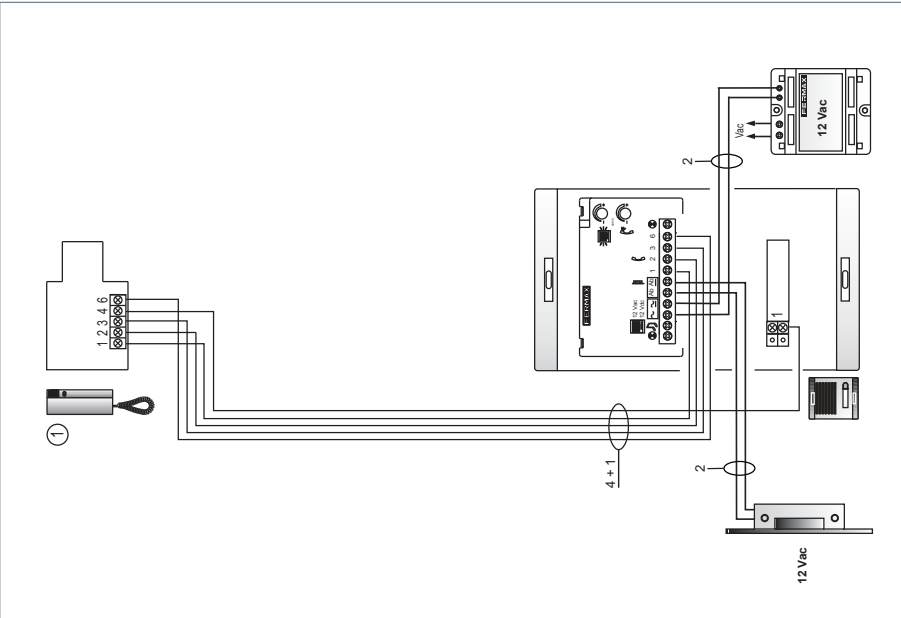 1 2 3 4 6
1
4 + 1
FERMAX
12 Vac
12 Vdc
Ab Ab 1 2 3 6
2
Vac
FERMAX
12 Vac
1
2
12 Vac